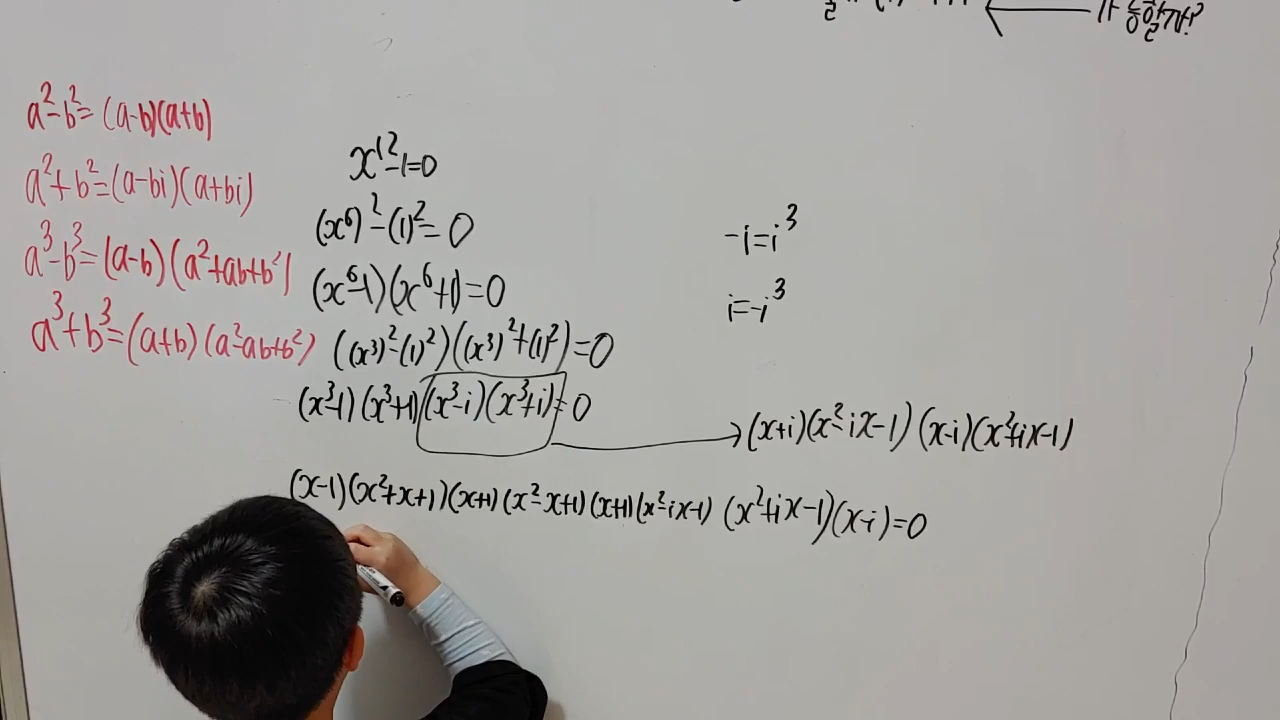 a²-b²=(a-b)(a+b)
a²+b²=(a-bi)(a+bi)
a³-b³=(a-b)(a²+ab+b²)
a³+b³=(a+b)(a²-ab+b²)
x¹²-1=0
(x⁶)²-(1)²=0
(x⁶-1)(x⁶+1)=0
((x³)²-(1)²)((x³)²+(1)²)=0
(x³-1)(x³+1)(x³-i)(x³+i)=0
-i=i³
i=-i³
(x+i)(x²-ix-1)(x-i)(x²+ix-1)
(x-1)(x²+x+1)(x+1)(x²-x+1)(x+1)(x²-ix-1)(x²+ix-1)(x-i)=0